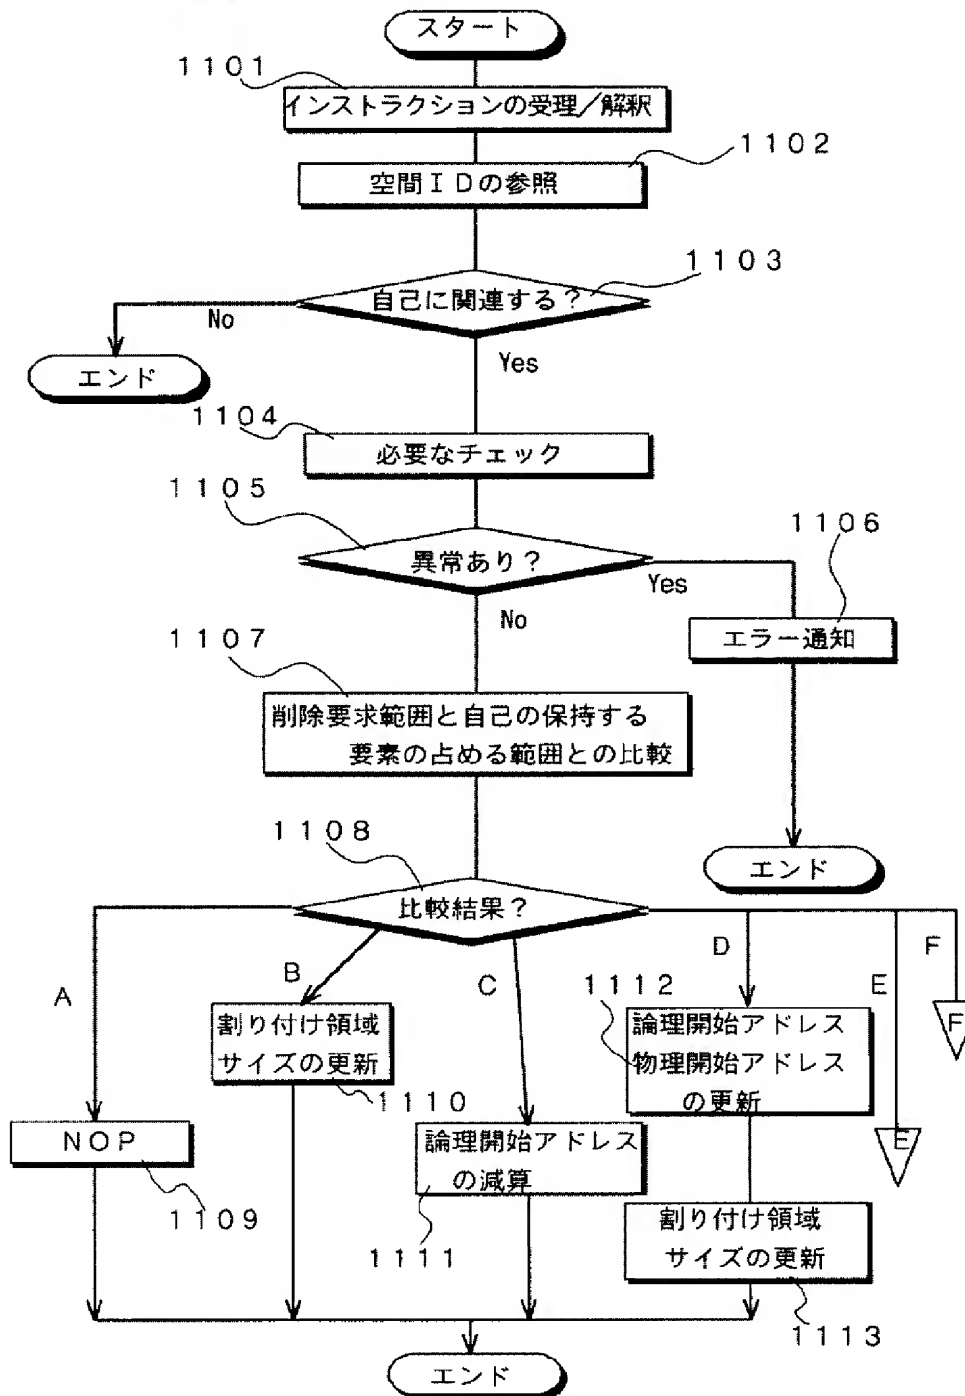 スタート
1101
インストラクションの受理/解釈
1102
空間IDの参照
1103
自己に関連する?
No
Yes
エンド
1104
必要なチェック
1105
異常あり?
1106
Yes
No
エラー通知
1107
削除要求範囲と自己の保持する
要素の占める範囲との比較
1108
エンド
比較結果?
A
B
C
D
E
F
1112
割り付け領域
サイズの更新
1110
論理開始アドレス
物理開始アドレス
の更新
F
E
NOP
1109
論理開始アドレス
の減算
1111
割り付け領域
サイズの更新
1113
エンド